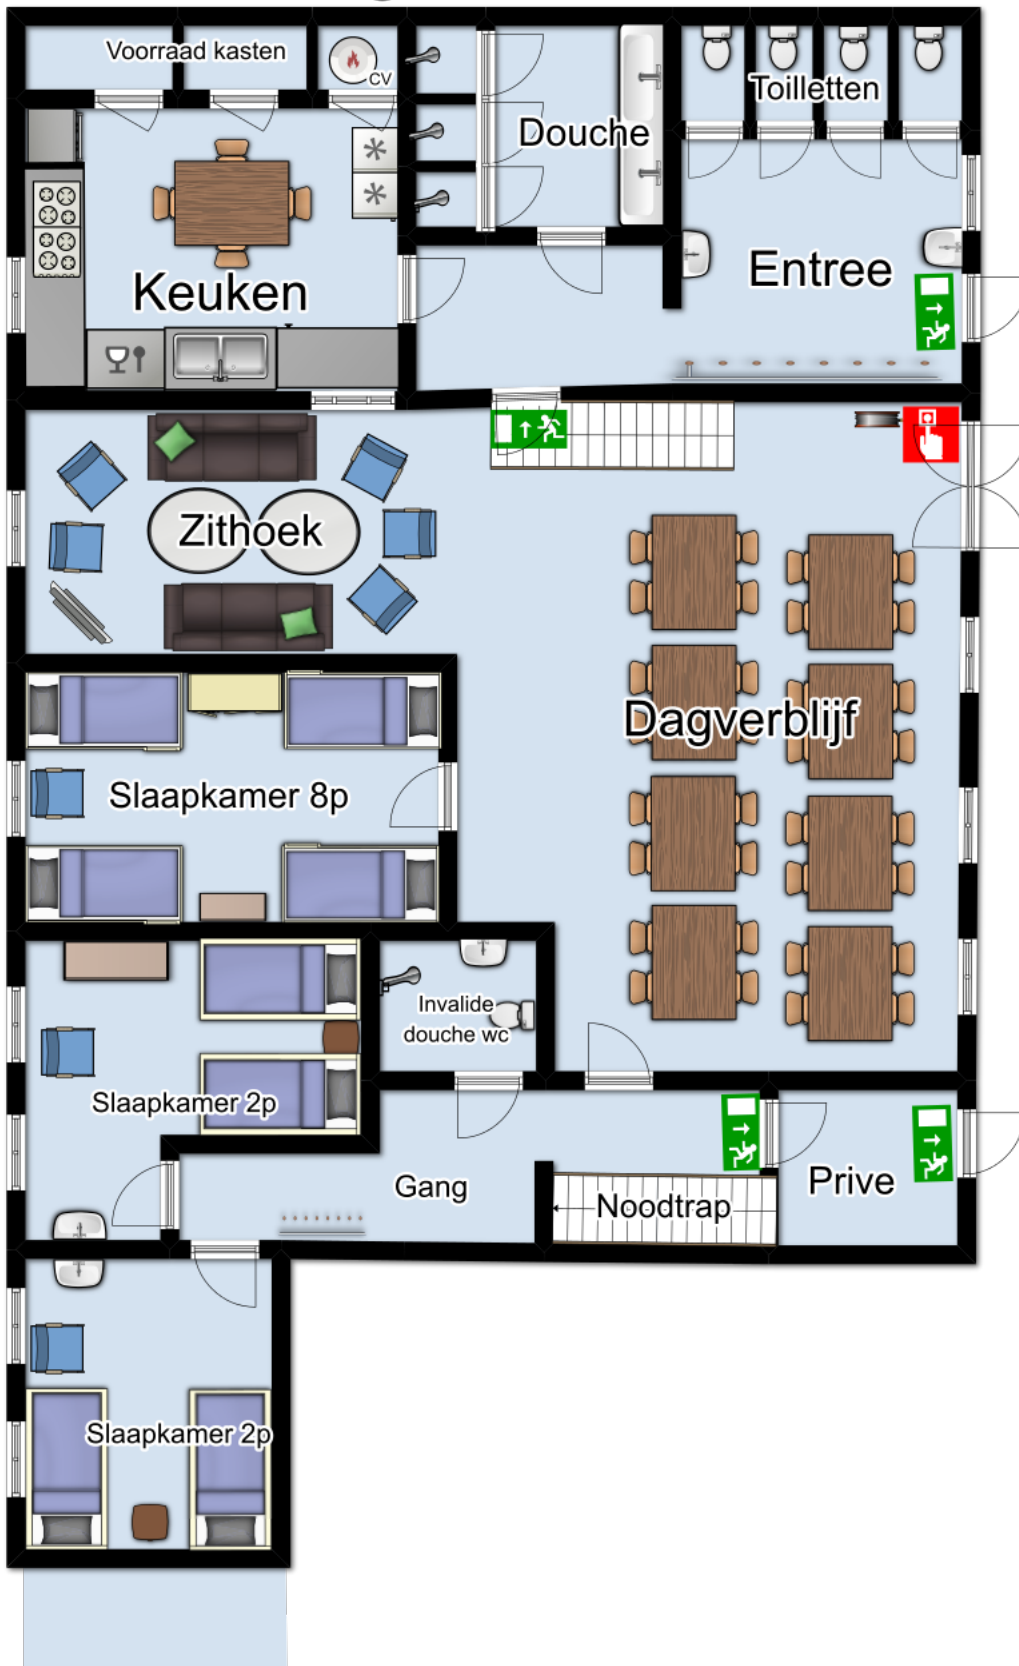 Voorraad kasten
CV
Toilletten
Douche
Entree
Keuken
Zithoek
Dagverblijf
Slaapkamer 8p
Invalide
douche wc
Slaapkamer 2p
Gang
Noodtrap
Prive
Slaapkamer 2p